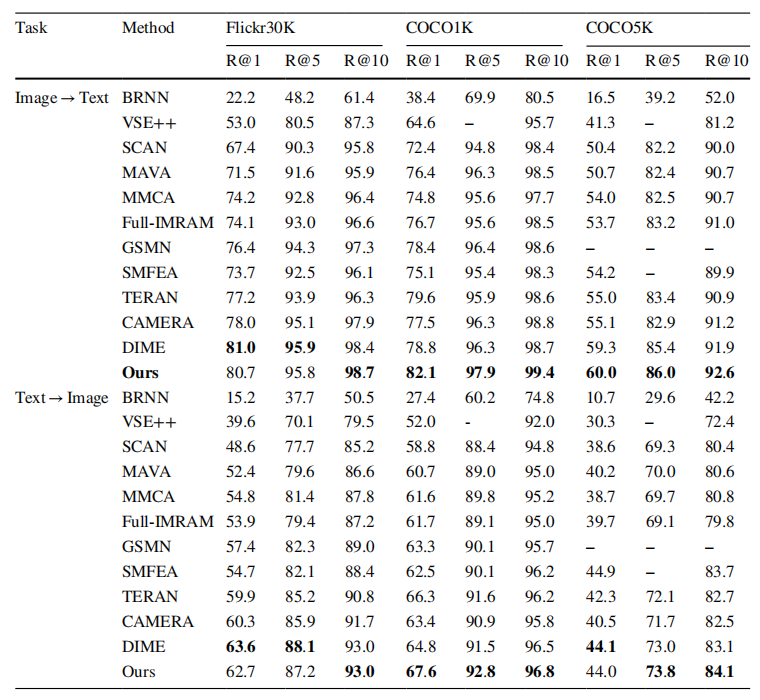 Task Method Flickr30K COCO1K COCO5K
R@1 R@5 R@10 R@1 R@5 R@10 R@1 R@5 R@10
Image → Text BRNN 22.2 48.2 61.4 38.4 69.9 80.5 16.5 39.2 52.0
VSE++ 53.0 80.5 87.3 64.6 – 95.7 41.3 – 81.2
SCAN 67.4 90.3 95.8 72.4 94.8 98.4 50.4 82.2 90.0
MAVA 71.5 91.6 95.9 76.4 96.3 98.5 50.7 82.4 90.7
MMCA 74.2 92.8 96.4 74.8 95.6 97.7 54.0 82.5 90.7
Full-IMRAM 74.1 93.0 96.6 76.7 95.6 98.5 53.7 83.2 91.0
GSMN 76.4 94.3 97.3 78.4 96.4 98.6 – – –
SMFEA 73.7 92.5 96.1 75.1 95.4 98.3 54.2 – 89.9
TERAN 77.2 93.9 96.3 79.6 95.9 98.6 55.0 83.4 90.9
CAMERA 78.0 95.1 97.9 77.5 96.3 98.8 55.1 82.9 91.2
DIME 81.0 95.9 98.4 78.8 96.3 98.7 59.3 85.4 91.9
Ours 80.7 95.8 98.7 82.1 97.9 99.4 60.0 86.0 92.6
Text → Image BRNN 15.2 37.7 50.5 27.4 60.2 74.8 10.7 29.6 42.2
VSE++ 39.6 70.1 79.5 52.0 - 92.0 30.3 – 72.4
SCAN 48.6 77.7 85.2 58.8 88.4 94.8 38.6 69.3 80.4
MAVA 52.4 79.6 86.6 60.7 89.0 95.0 40.2 70.0 80.6
MMCA 54.8 81.4 87.8 61.6 89.8 95.2 38.7 69.7 80.8
Full-IMRAM 53.9 79.4 87.2 61.7 89.1 95.0 39.7 69.1 79.8
GSMN 57.4 82.3 89.0 63.3 90.1 95.7 – – –
SMFEA 54.7 82.1 88.4 62.5 90.1 96.2 44.9 – 83.7
TERAN 59.9 85.2 90.8 66.3 91.6 96.2 42.3 72.1 82.7
CAMERA 60.3 85.9 91.7 63.4 90.9 95.8 40.5 71.7 82.5
DIME 63.6 88.1 93.0 64.8 91.5 96.5 44.1 73.0 83.1
Ours 62.7 87.2 93.0 67.6 92.8 96.8 44.0 73.8 84.1